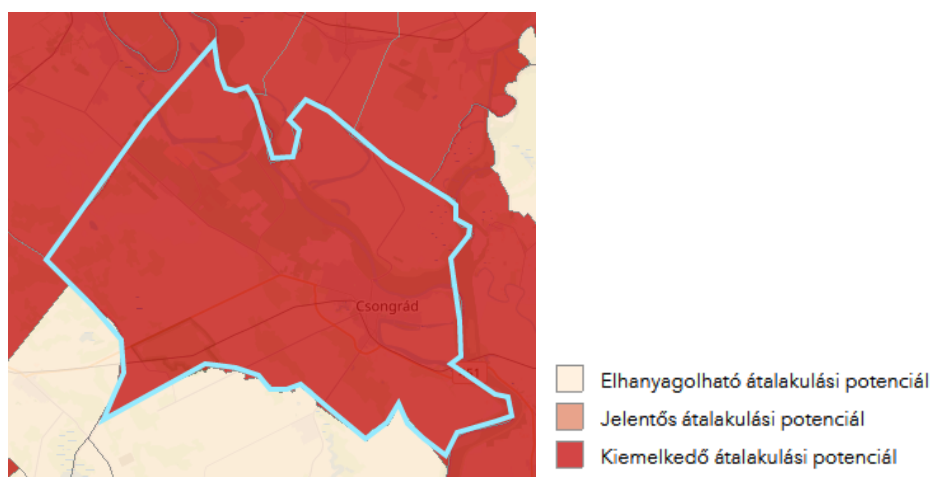 Csongrád
Elhanyagolható átalakulási potenciál
Jelentős átalakulási potenciál
Kiemelkedő átalakulási potenciál